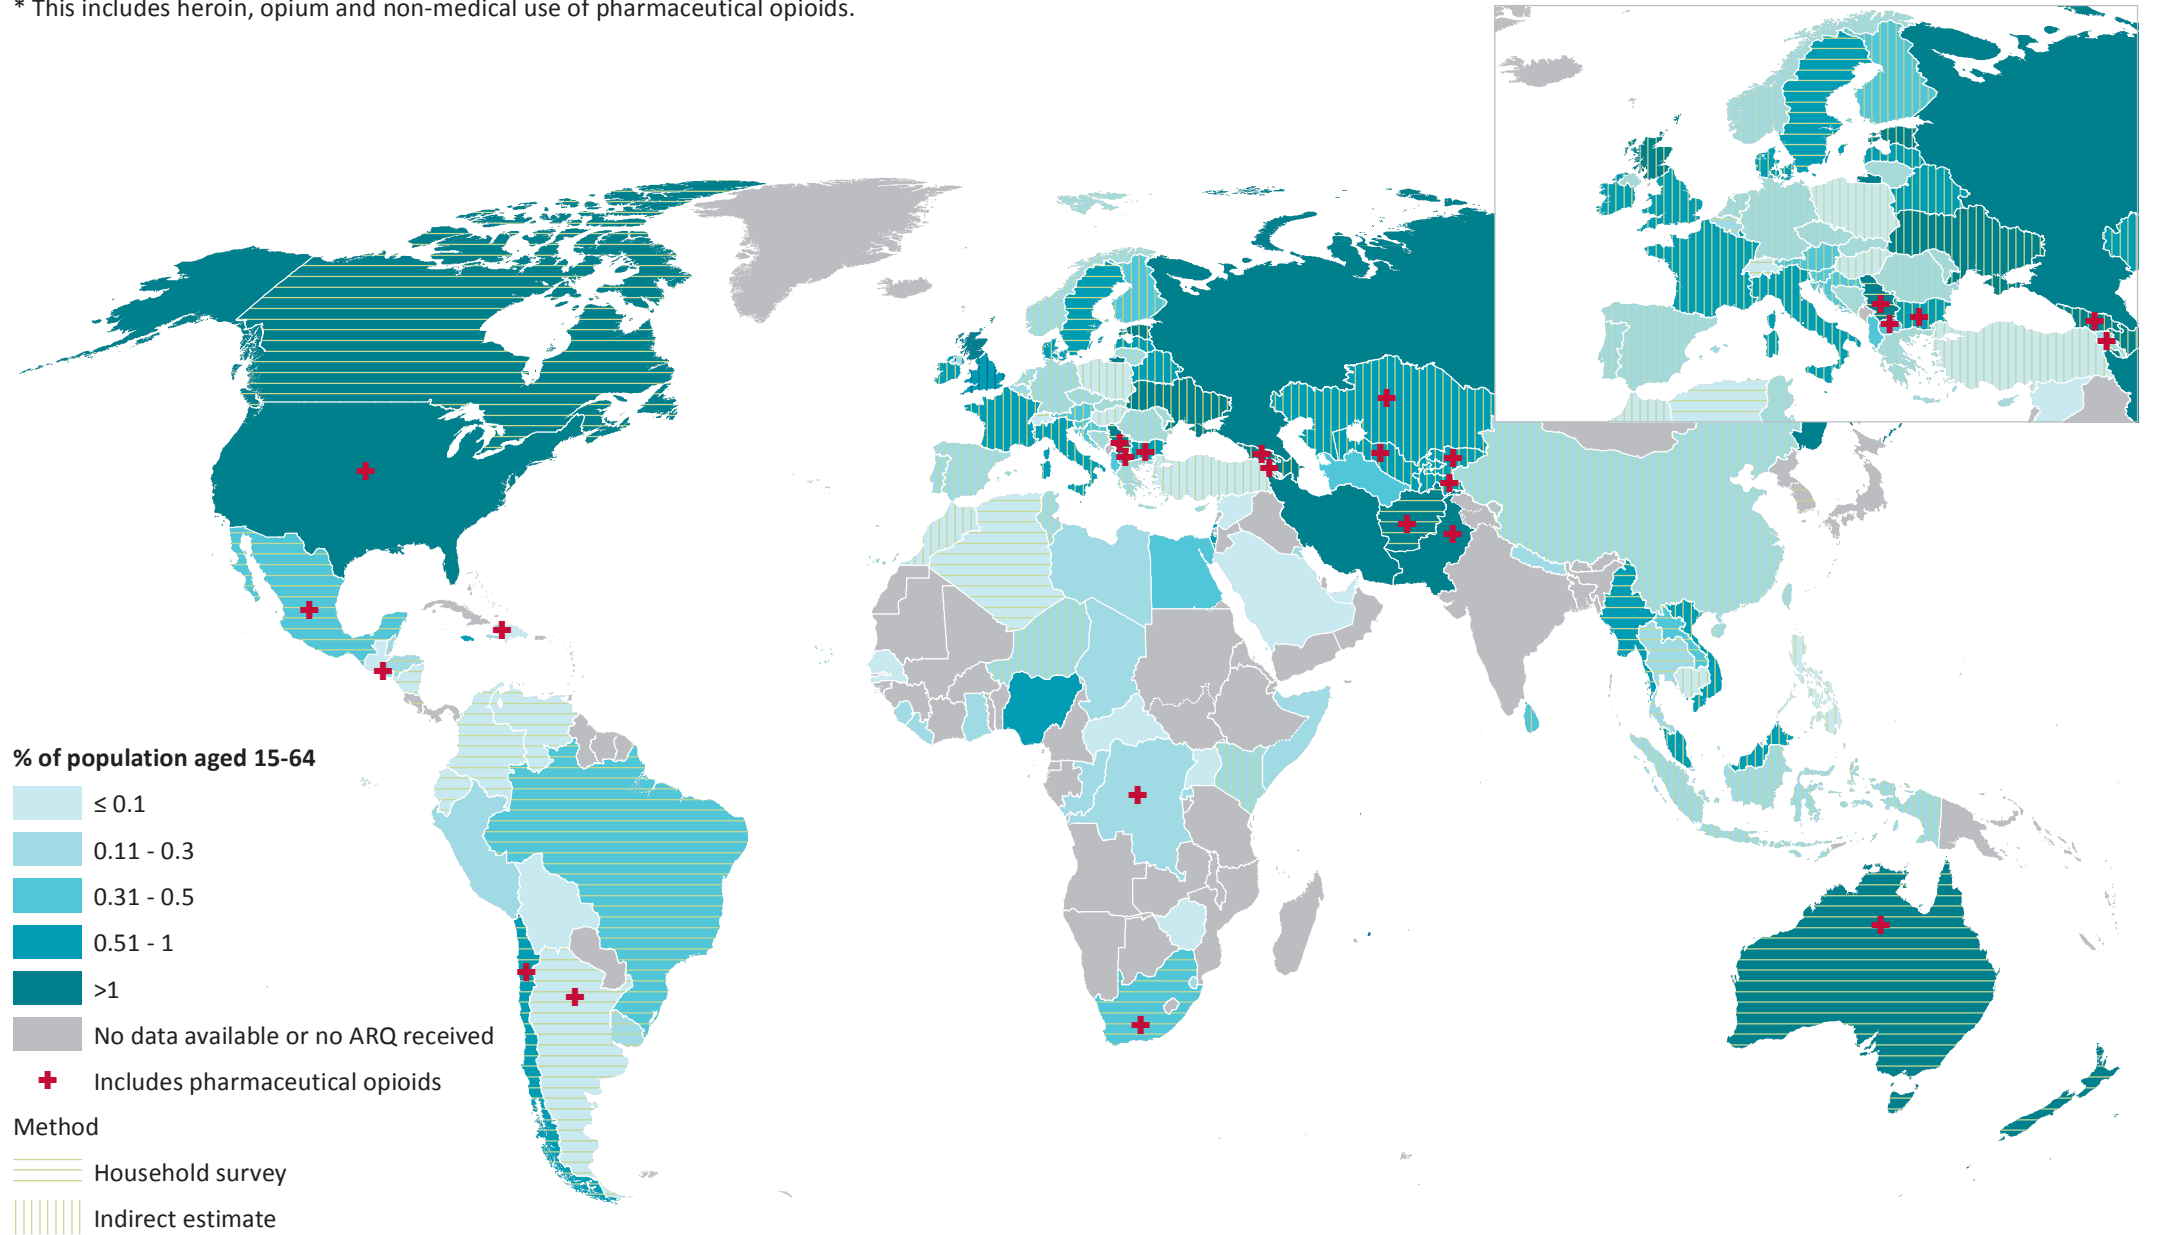 * This includes heroin, opium and non-medical use of pharmaceutical opioids.
% of population aged 15-64
≤ 0.1
0.11 - 0.3
0.31 - 0.5
0.51 - 1
>1
No data available or no ARQ received
Includes pharmaceutical opioids
Method
Household survey
Indirect estimate